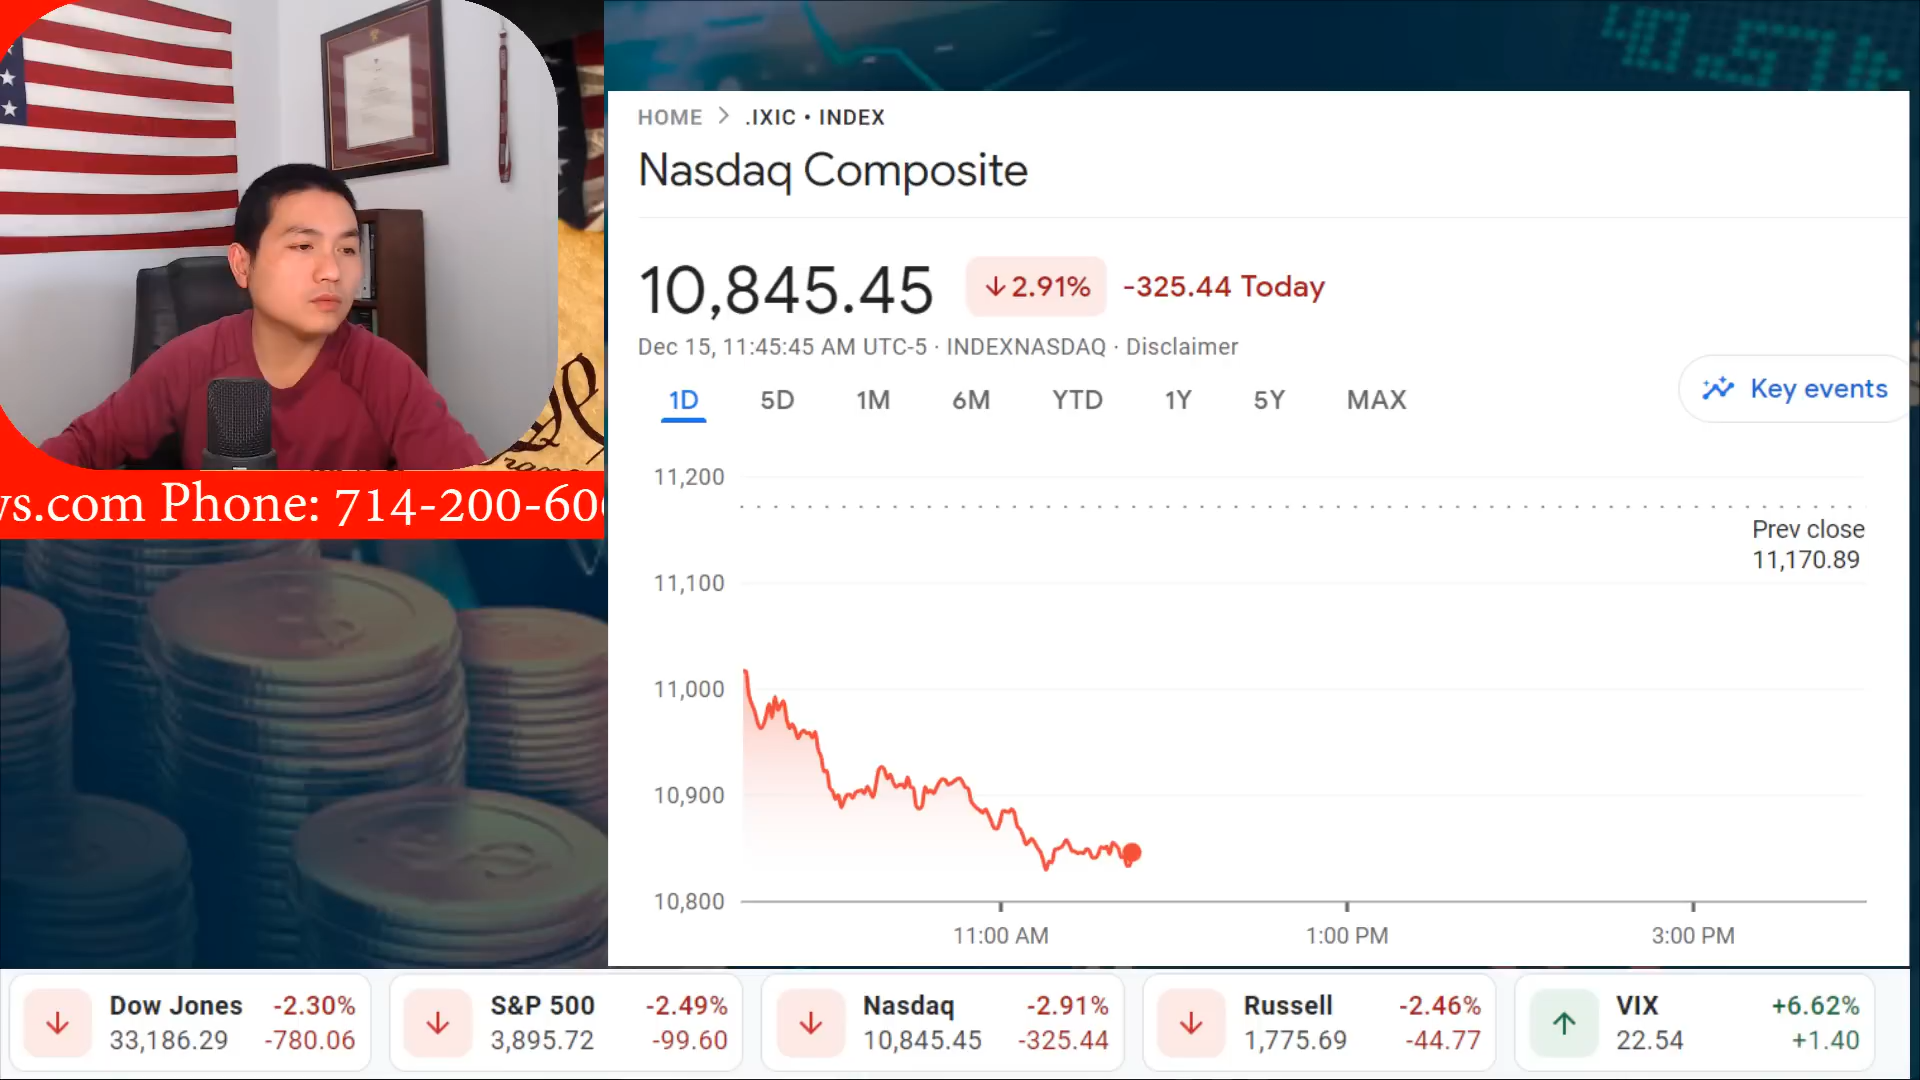 ws.com Phone: 714-200-60
HOME > .IXIC • INDEX
Nasdaq Composite
10,845.45 ↓ 2.91% -325.44 Today
Dec 15, 11:45:45 AM UTC-5 · INDEXNASDAQ · Disclaimer
Key events
1D 5D 1M 6M YTD 1Y 5Y MAX
11,200
Prev close
11,170.89
11,100
11,000
10,900
10,800
11:00 AM 1:00 PM 3:00 PM
Dow Jones -2.30%
33,186.29 -780.06
S&P 500 -2.49%
3,895.72 -99.60
Nasdaq -2.91%
10,845.45 -325.44
Russell -2.46%
1,775.69 -44.77
VIX +6.62%
22.54 +1.40